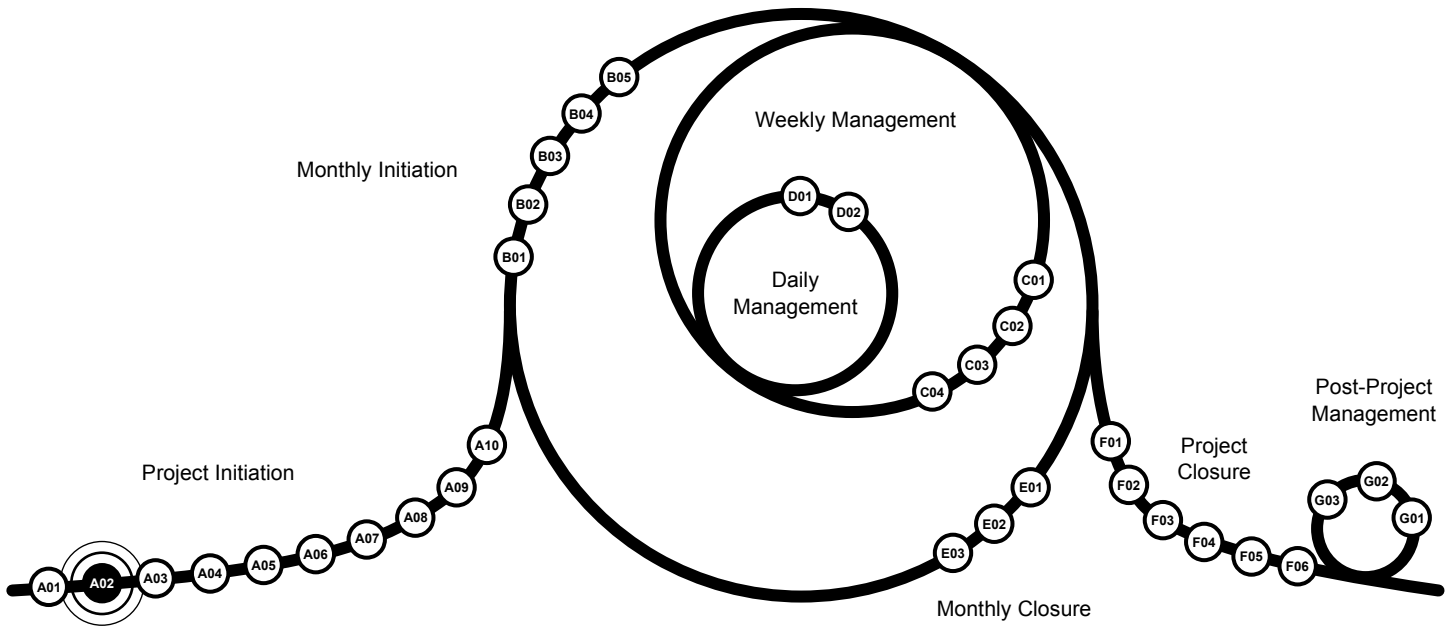 Monthly Initiation
B01
B02
B03
B04
B05
Weekly Management
C01
C02
C03
C04
D01
D02
Daily
Management
Project Initiation
A01
A02
A03
A04
A05
A06
A07
A08
A09
A10
E01
E02
E03
Monthly Closure
Project
Closure
F01
F02
F03
F04
F05
F06
Post-Project
Management
G03
G02
G01